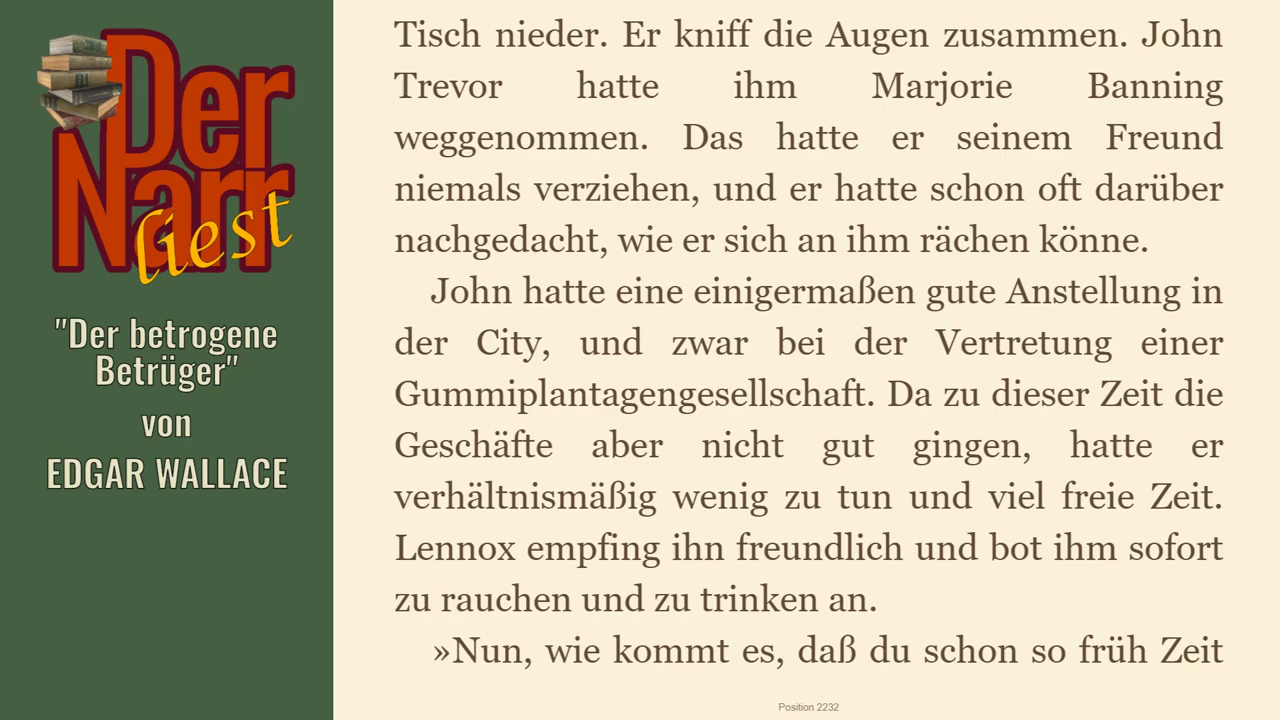 Der
Narr
liest
"Der betrogene
Betrüger"
von
EDGAR WALLACE
Tisch nieder. Er kniff die Augen zusammen. John
Trevor hatte ihm Marjorie Banning
weggenommen. Das hatte er seinem Freund
niemals verziehen, und er hatte schon oft darüber
nachgedacht, wie er sich an ihm rächen könne.
John hatte eine einigermaßen gute Anstellung in
der City, und zwar bei der Vertretung einer
Gummiplantagengesellschaft. Da zu dieser Zeit die
Geschäfte aber nicht gut gingen, hatte er
verhältnismäßig wenig zu tun und viel freie Zeit.
Lennox empfing ihn freundlich und bot ihm sofort
zu rauchen und zu trinken an.
»Nun, wie kommt es, daß du schon so früh Zeit
Position 2232